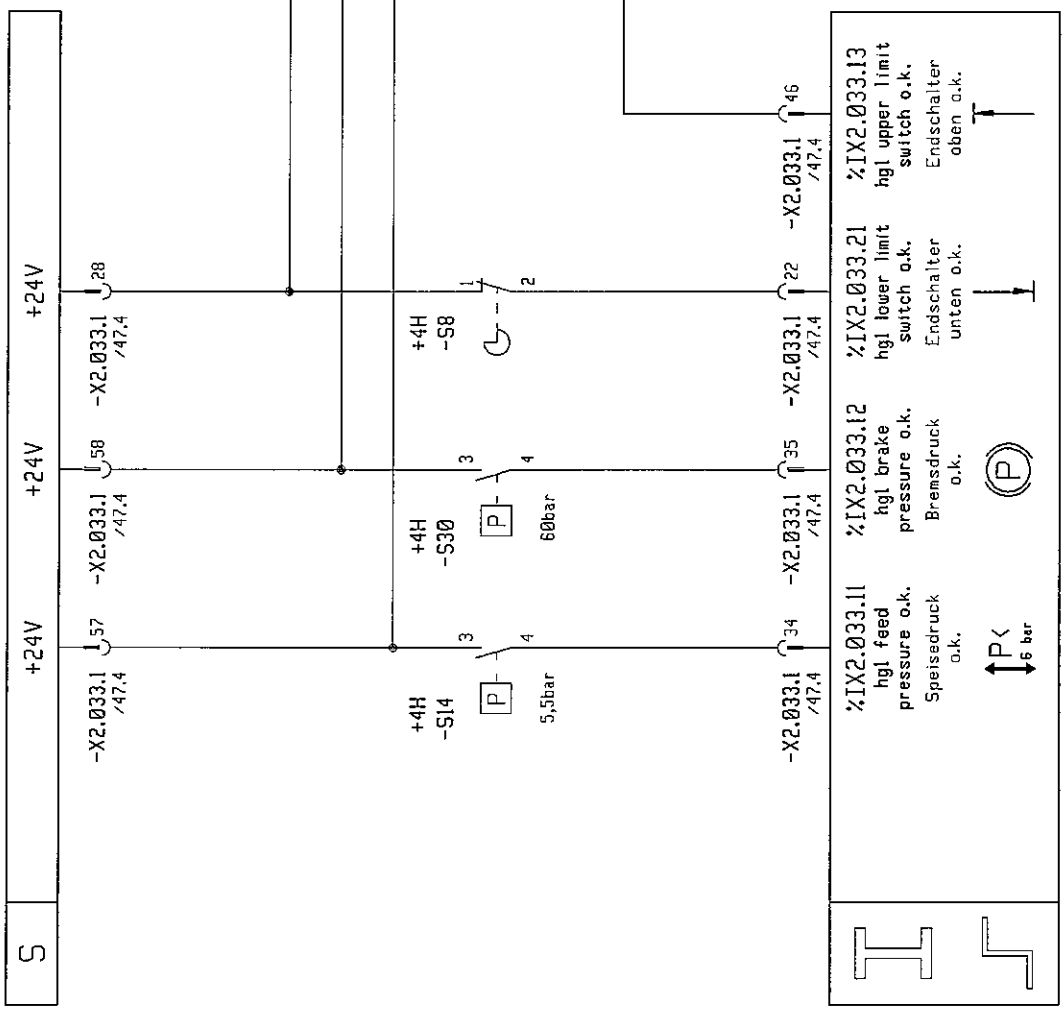 S
+24V
+24V
+24V
-X2.033.1
/47.4
57
-X2.033.1
/47.4
58
-X2.033.1
/47.4
28
+4H
-S14
P
5,5bar
3
4
+4H
-S30
P
60bar
3
4
+4H
-S8
1
2
-X2.033.1
/47.4
34
-X2.033.1
/47.4
35
-X2.033.1
/47.4
22
-X2.033.1
/47.4
46
I
%IX2.033.11
hgl feed
pressure o.k.
Speisedruck
o.k.
P<
6 bar
%IX2.033.12
hgl brake
pressure o.k.
Bremsdruck
o.k.
P
%IX2.033.21
hgl lower limit
switch o.k.
Endschalter
unten o.k.
%IX2.033.13
hgl upper limit
switch o.k.
Endschalter
oben o.k.